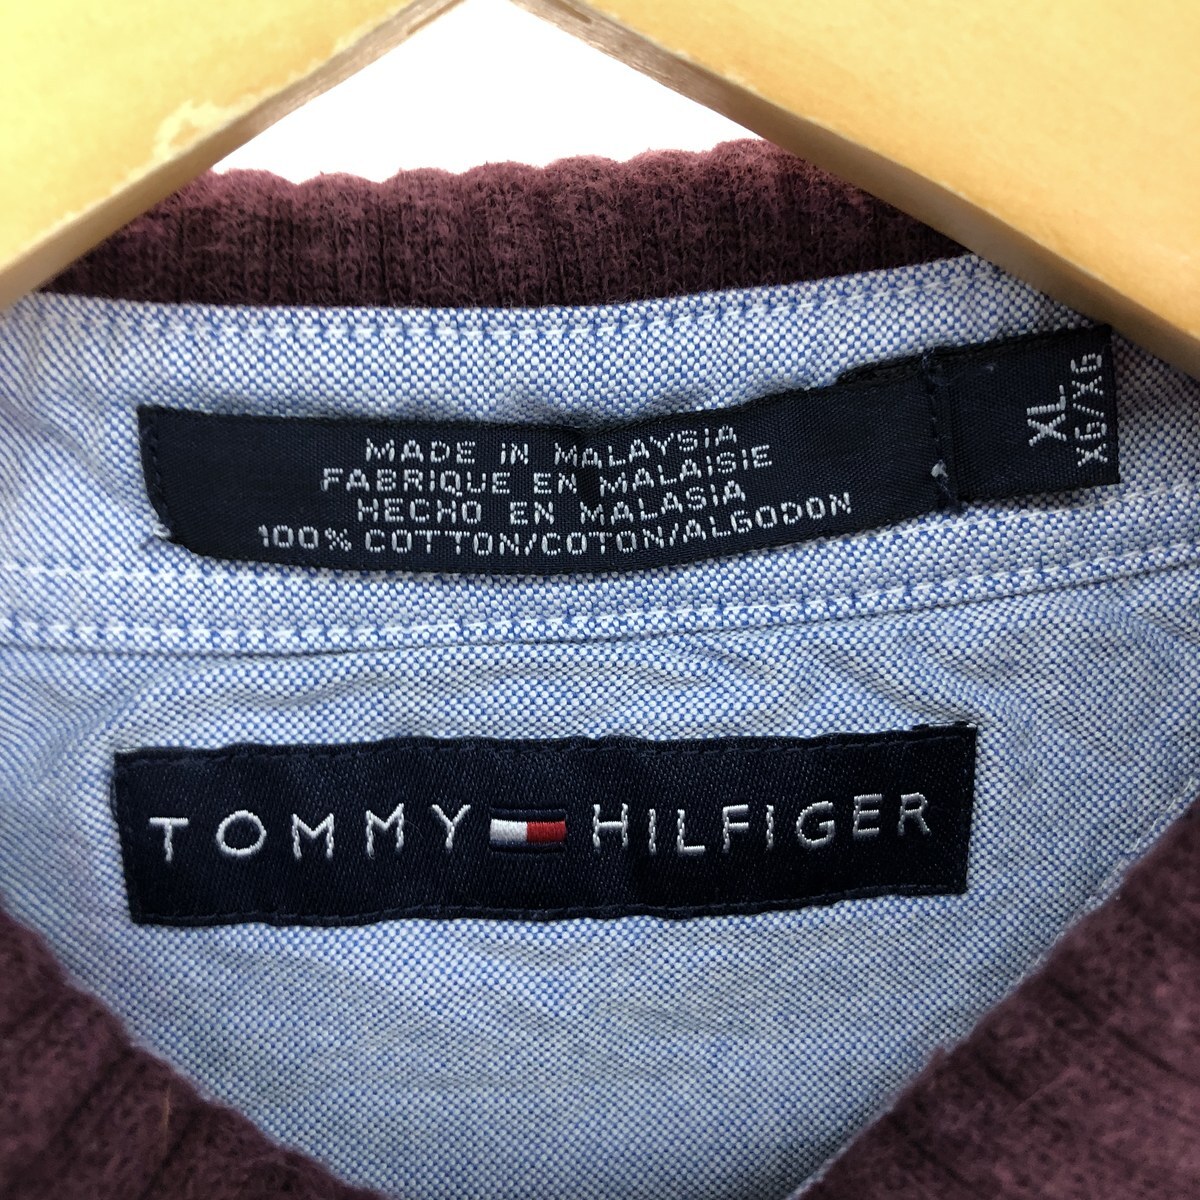 MADE IN MALAYSIA
FABRIQUE EN MALAISIE
HECHO EN MALASIA
100% COTTON/COTON/ALGODON
XL
XG/XG
TOMMY HILFIGER